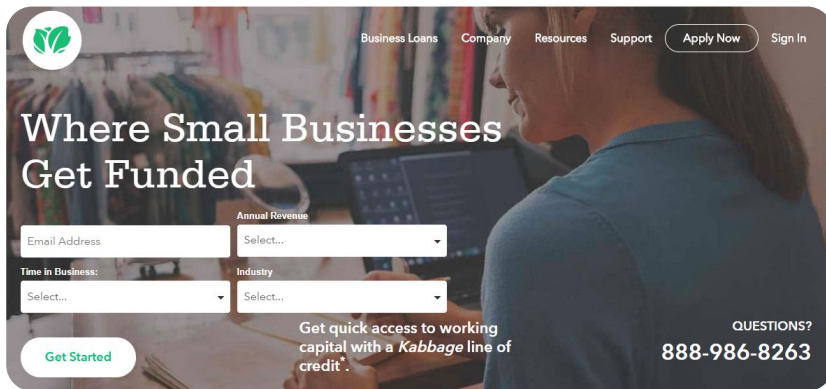 Business Loans Company Resources Support Apply Now Sign In
Where Small Businesses
Get Funded
Annual Revenue
Email Address
Select...
Time in Business:
Industry
Select...
Select...
Get Started
Get quick access to working
capital with a Kabbage line of
credit*.
QUESTIONS?
888-986-8263